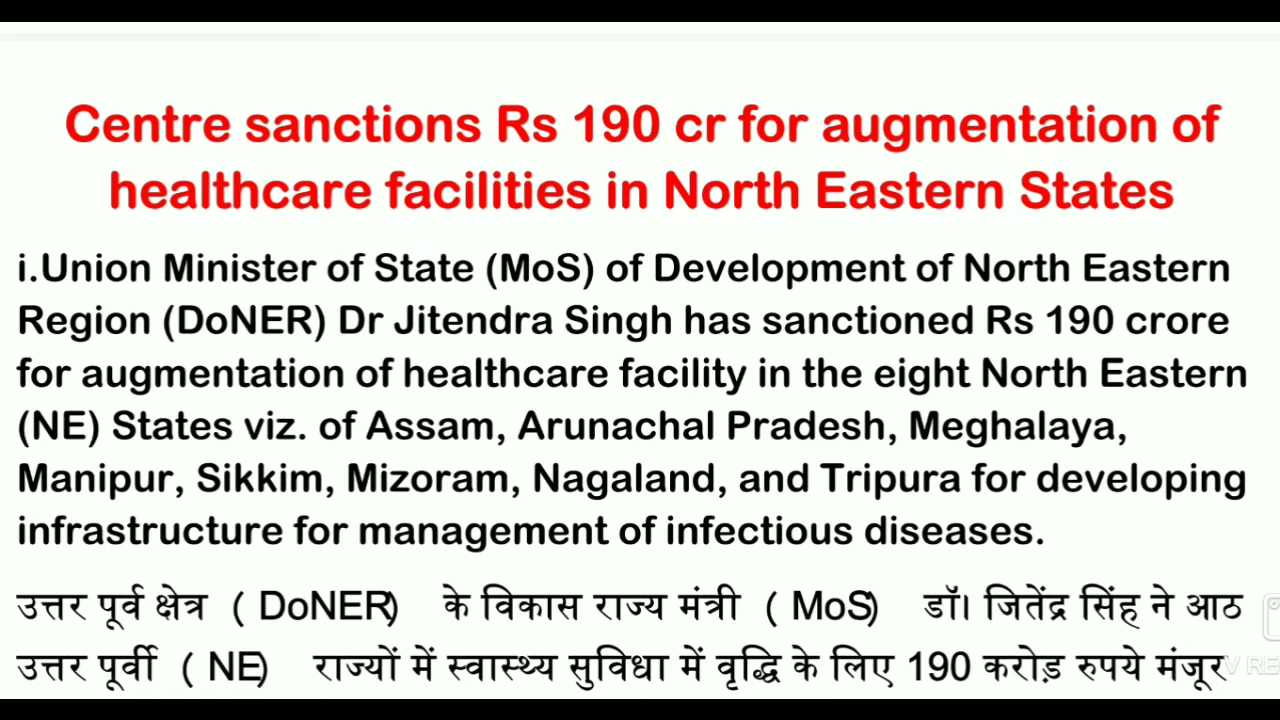 Centre sanctions Rs 190 cr for augmentation of
healthcare facilities in North Eastern States
i.Union Minister of State (MoS) of Development of North Eastern
Region (DoNER) Dr Jitendra Singh has sanctioned Rs 190 crore
for augmentation of healthcare facility in the eight North Eastern
(NE) States viz. of Assam, Arunachal Pradesh, Meghalaya,
Manipur, Sikkim, Mizoram, Nagaland, and Tripura for developing
infrastructure for management of infectious diseases.
उत्तर पूर्व क्षेत्र ( DoNER) के विकास राज्य मंत्री ( MoS) डॉ। जितेंद्र सिंह ने आठ
उत्तर पूर्वी ( NE) राज्यों में स्वास्थ्य सुविधा में वृद्धि के लिए 190 करोड़ रुपये मंजूर